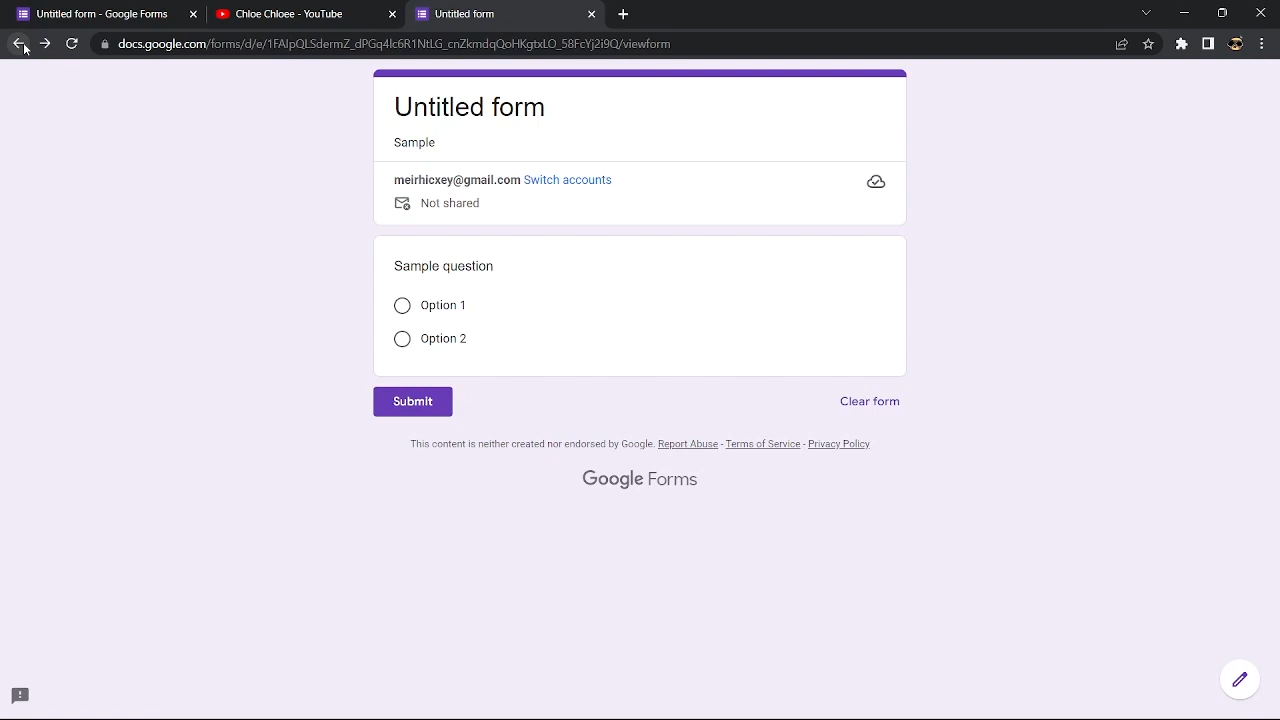 Untitled form - Google Forms
Chloe Chloee - YouTube
Untitled form
docs.google.com/forms/d/e/1FAIpQLSdermZ_dPGq4Ic6R1NtLG_cnZkmdqQoHKgtxLO_58FcYj2i9Q/viewform
Untitled form
Sample
meirhicxey@gmail.com Switch accounts
Not shared
Sample question
Option 1
Option 2
Submit
Clear form
This content is neither created nor endorsed by Google. Report Abuse - Terms of Service - Privacy Policy
Google Forms